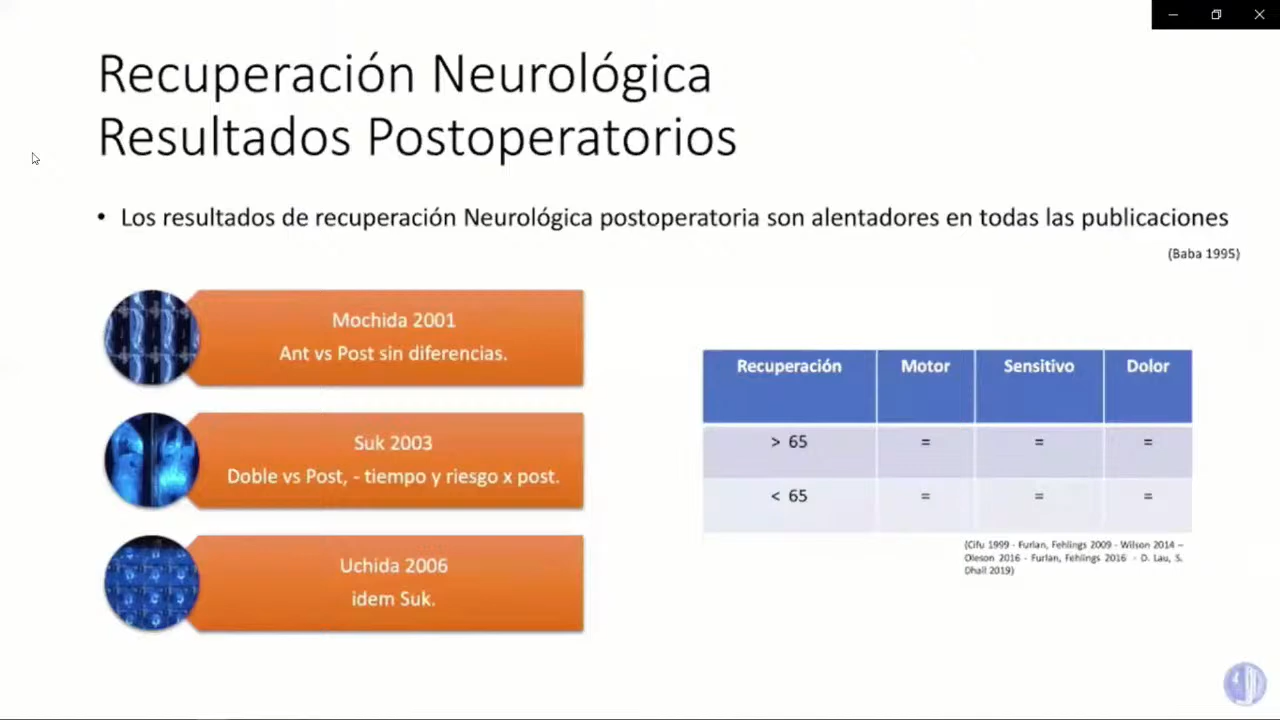 Recuperación Neurológica
Resultados Postoperatorios
• Los resultados de recuperación Neurológica postoperatoria son alentadores en todas las publicaciones
(Baba 1995)
Mochida 2001
Ant vs Post sin diferencias.
Suk 2003
Doble vs Post, - tiempo y riesgo x post.
Uchida 2006
idem Suk.
Recuperación Motor Sensitivo Dolor
> 65 = = =
< 65 = = =
(Cifu 1999 - Furlan, Fehlings 2009 - Wilson 2014 –
Oleson 2016 - Furlan, Fehlings 2016 - D. Lau, S.
Dhall 2019)